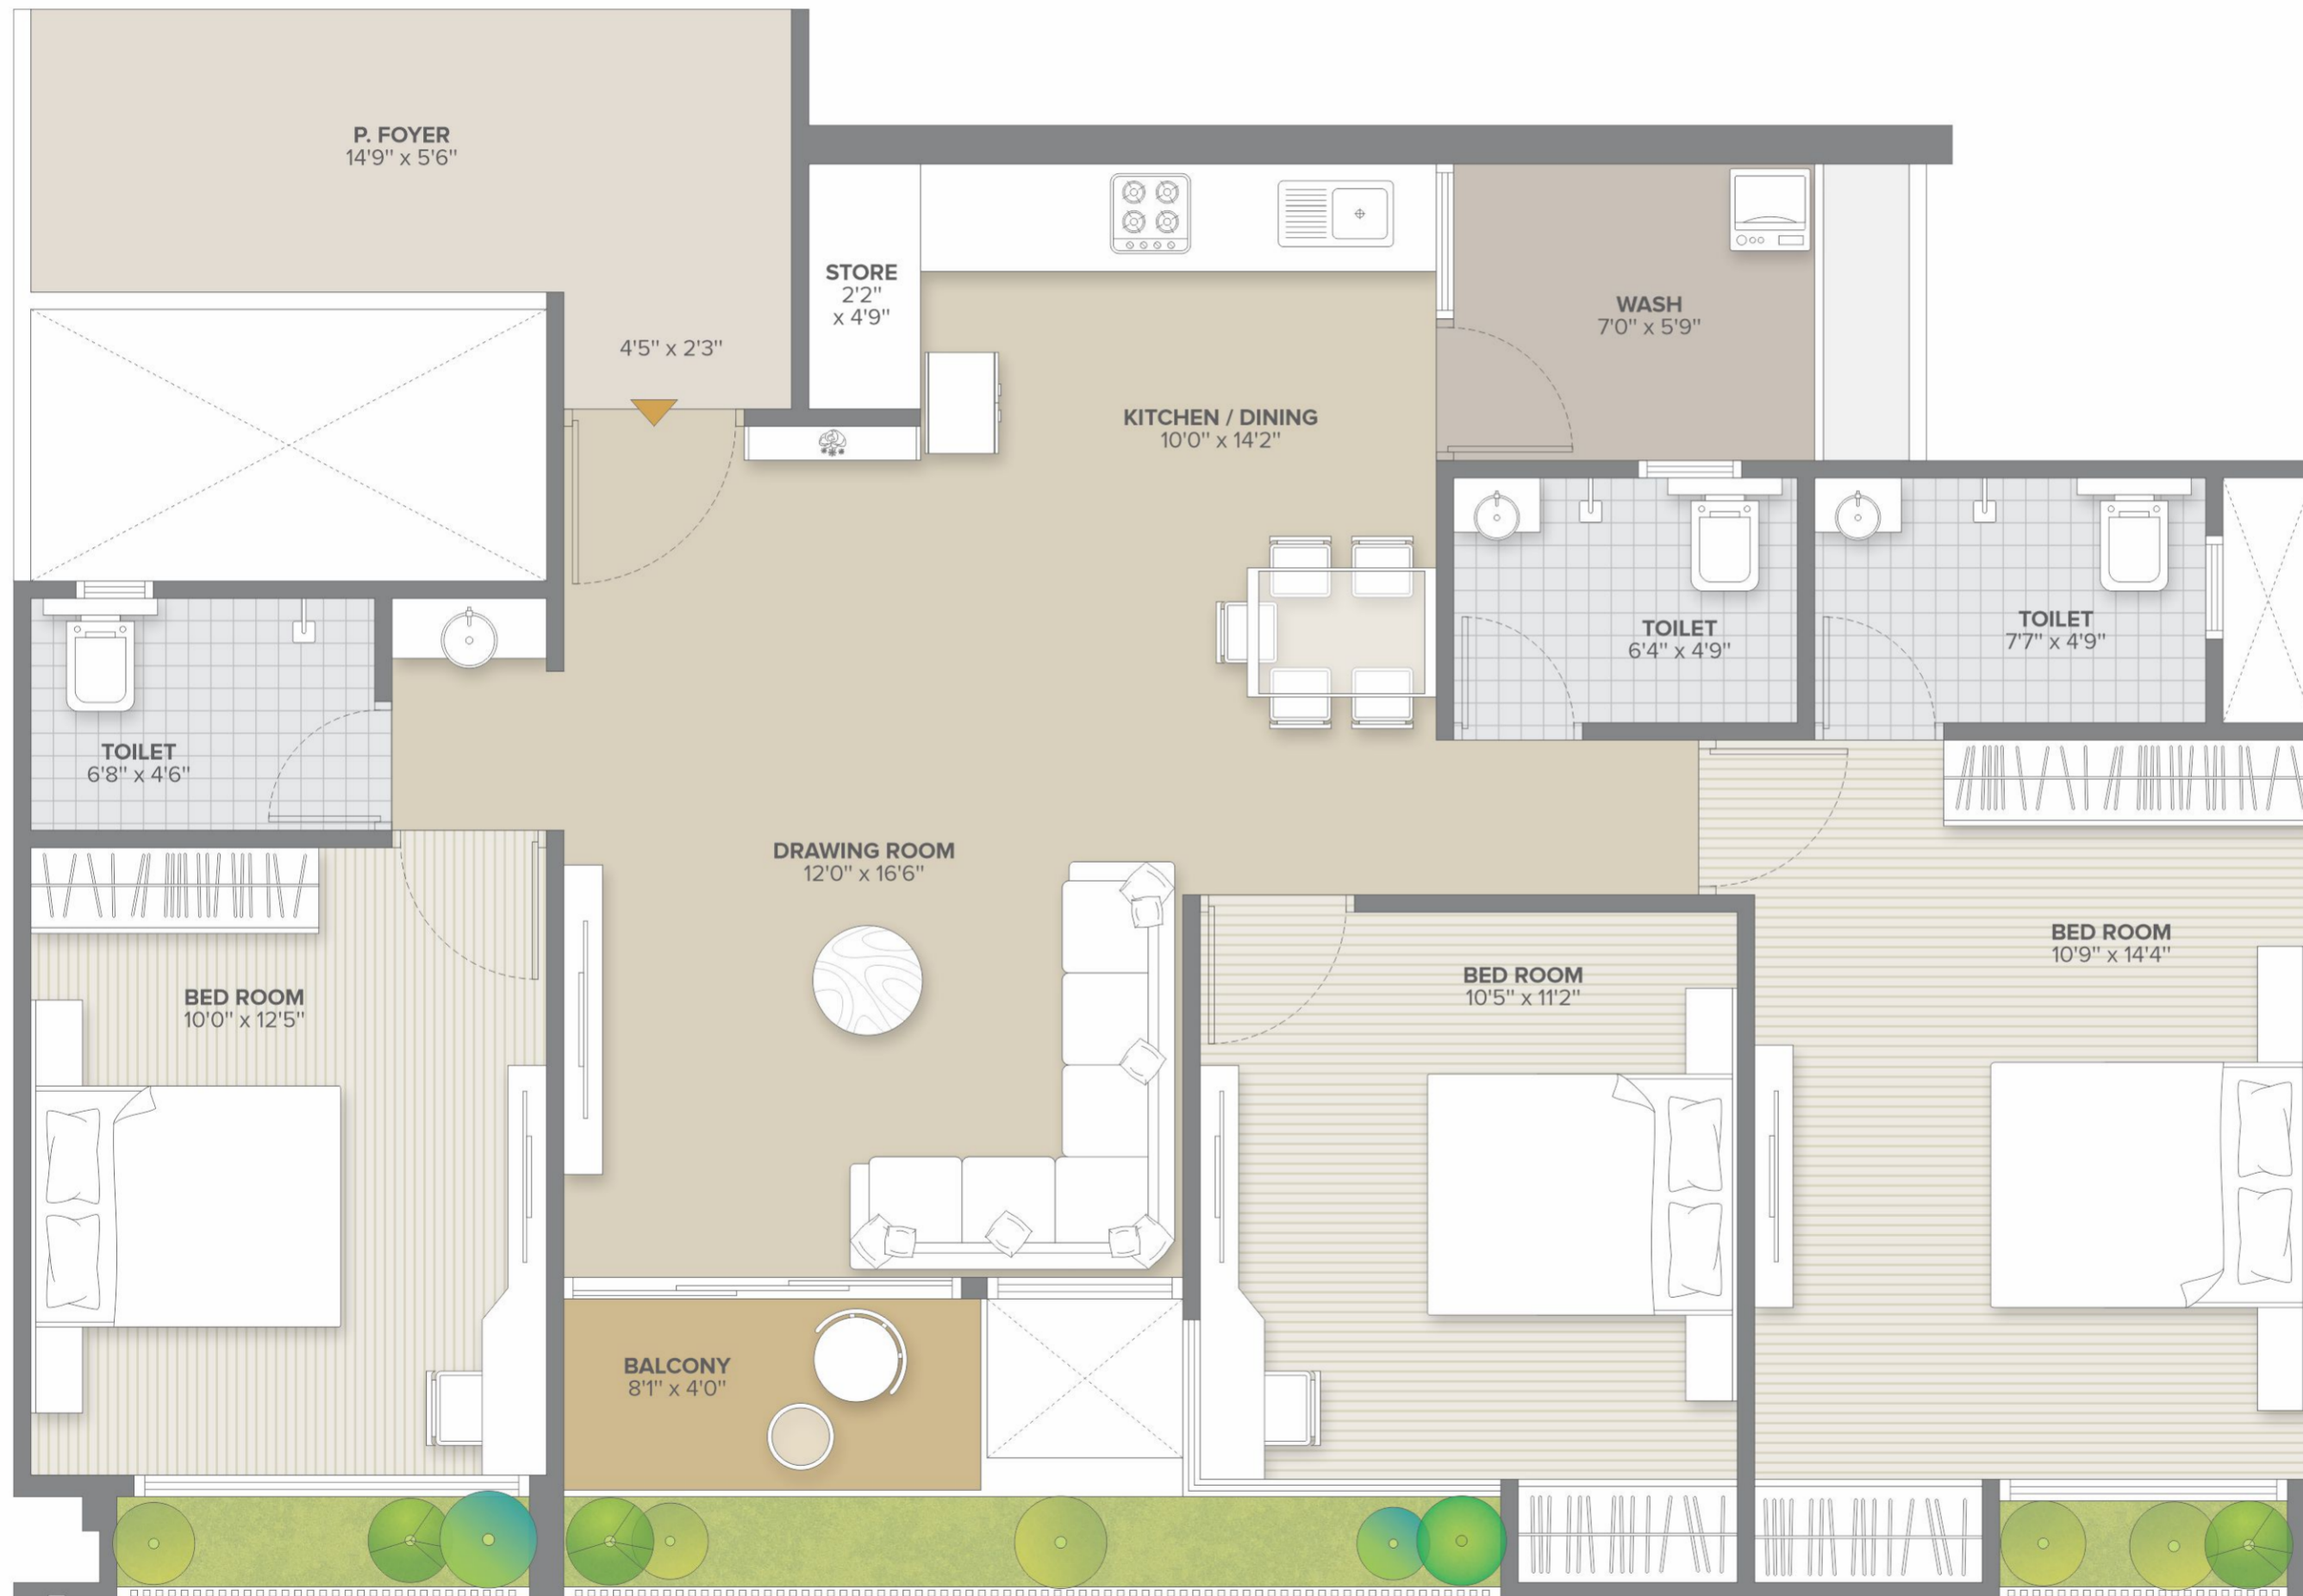 P. FOYER
14'9" x 5'6"
STORE
2'2"
x 4'9"
WASH
7'0" x 5'9"
4'5" x 2'3"
KITCHEN / DINING
10'0" x 14'2"
TOILET
6'4" x 4'9"
TOILET
7'7" x 4'9"
TOILET
6'8" x 4'6"
DRAWING ROOM
12'0" x 16'6"
BED ROOM
10'9" x 14'4"
BED ROOM
10'5" x 11'2"
BED ROOM
10'0" x 12'5"
BALCONY
8'1" x 4'0"